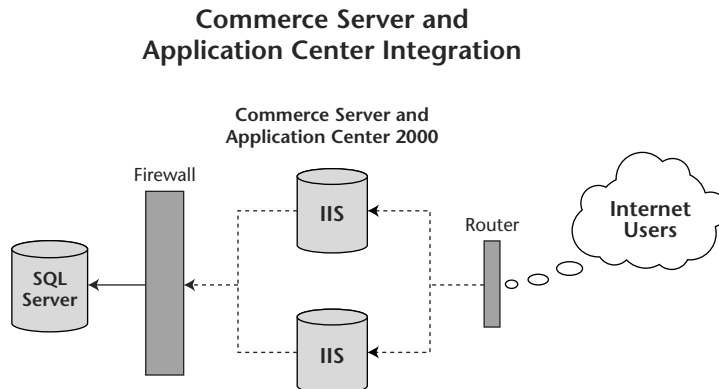 Commerce Server and
Application Center Integration
Commerce Server and
Application Center 2000
Firewall
IIS
Router
Internet
Users
SQL
Server
IIS